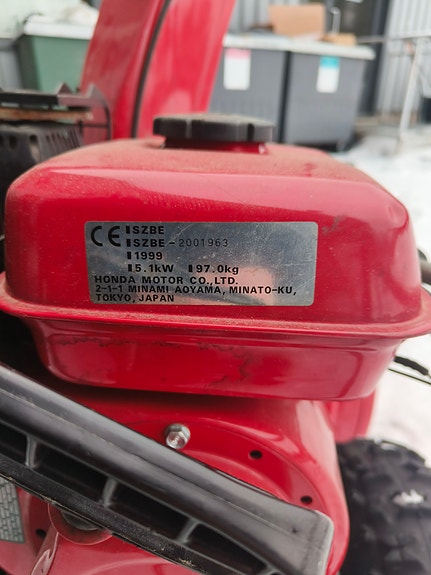 CE SZBE
SZBE-2001963
1999
5.1kW 97.0kg
HONDA MOTOR CO.,LTD.
2-1-1 MINAMI AOYAMA, MINATO-KU,
TOKYO, JAPAN